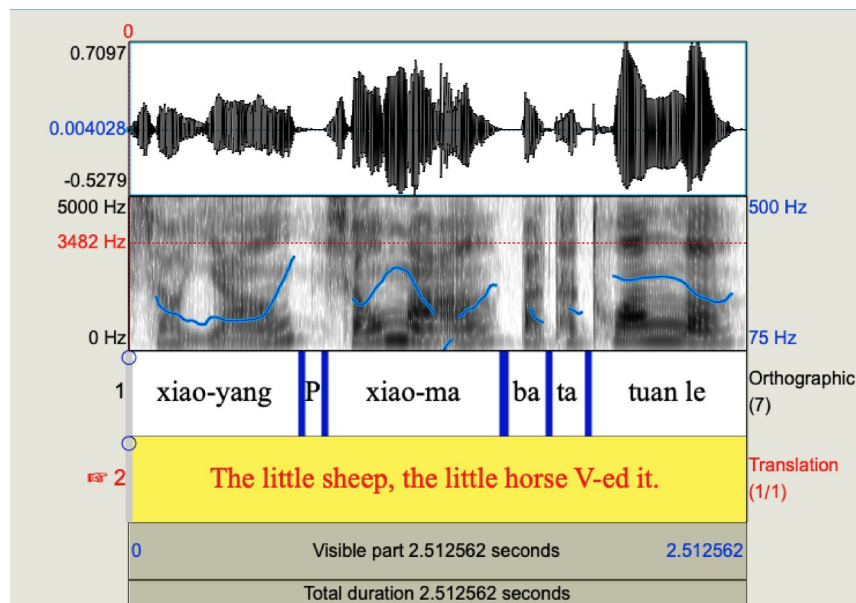 0
0.7097
0.004028
-0.5279
5000 Hz
500 Hz
3482 Hz
0 Hz
75 Hz
1 xiao-yang P xiao-ma ba ta tuan le Orthographic
(7)
☞ 2 The little sheep, the little horse V-ed it. Translation
(1/1)
0 Visible part 2.512562 seconds 2.512562
Total duration 2.512562 seconds